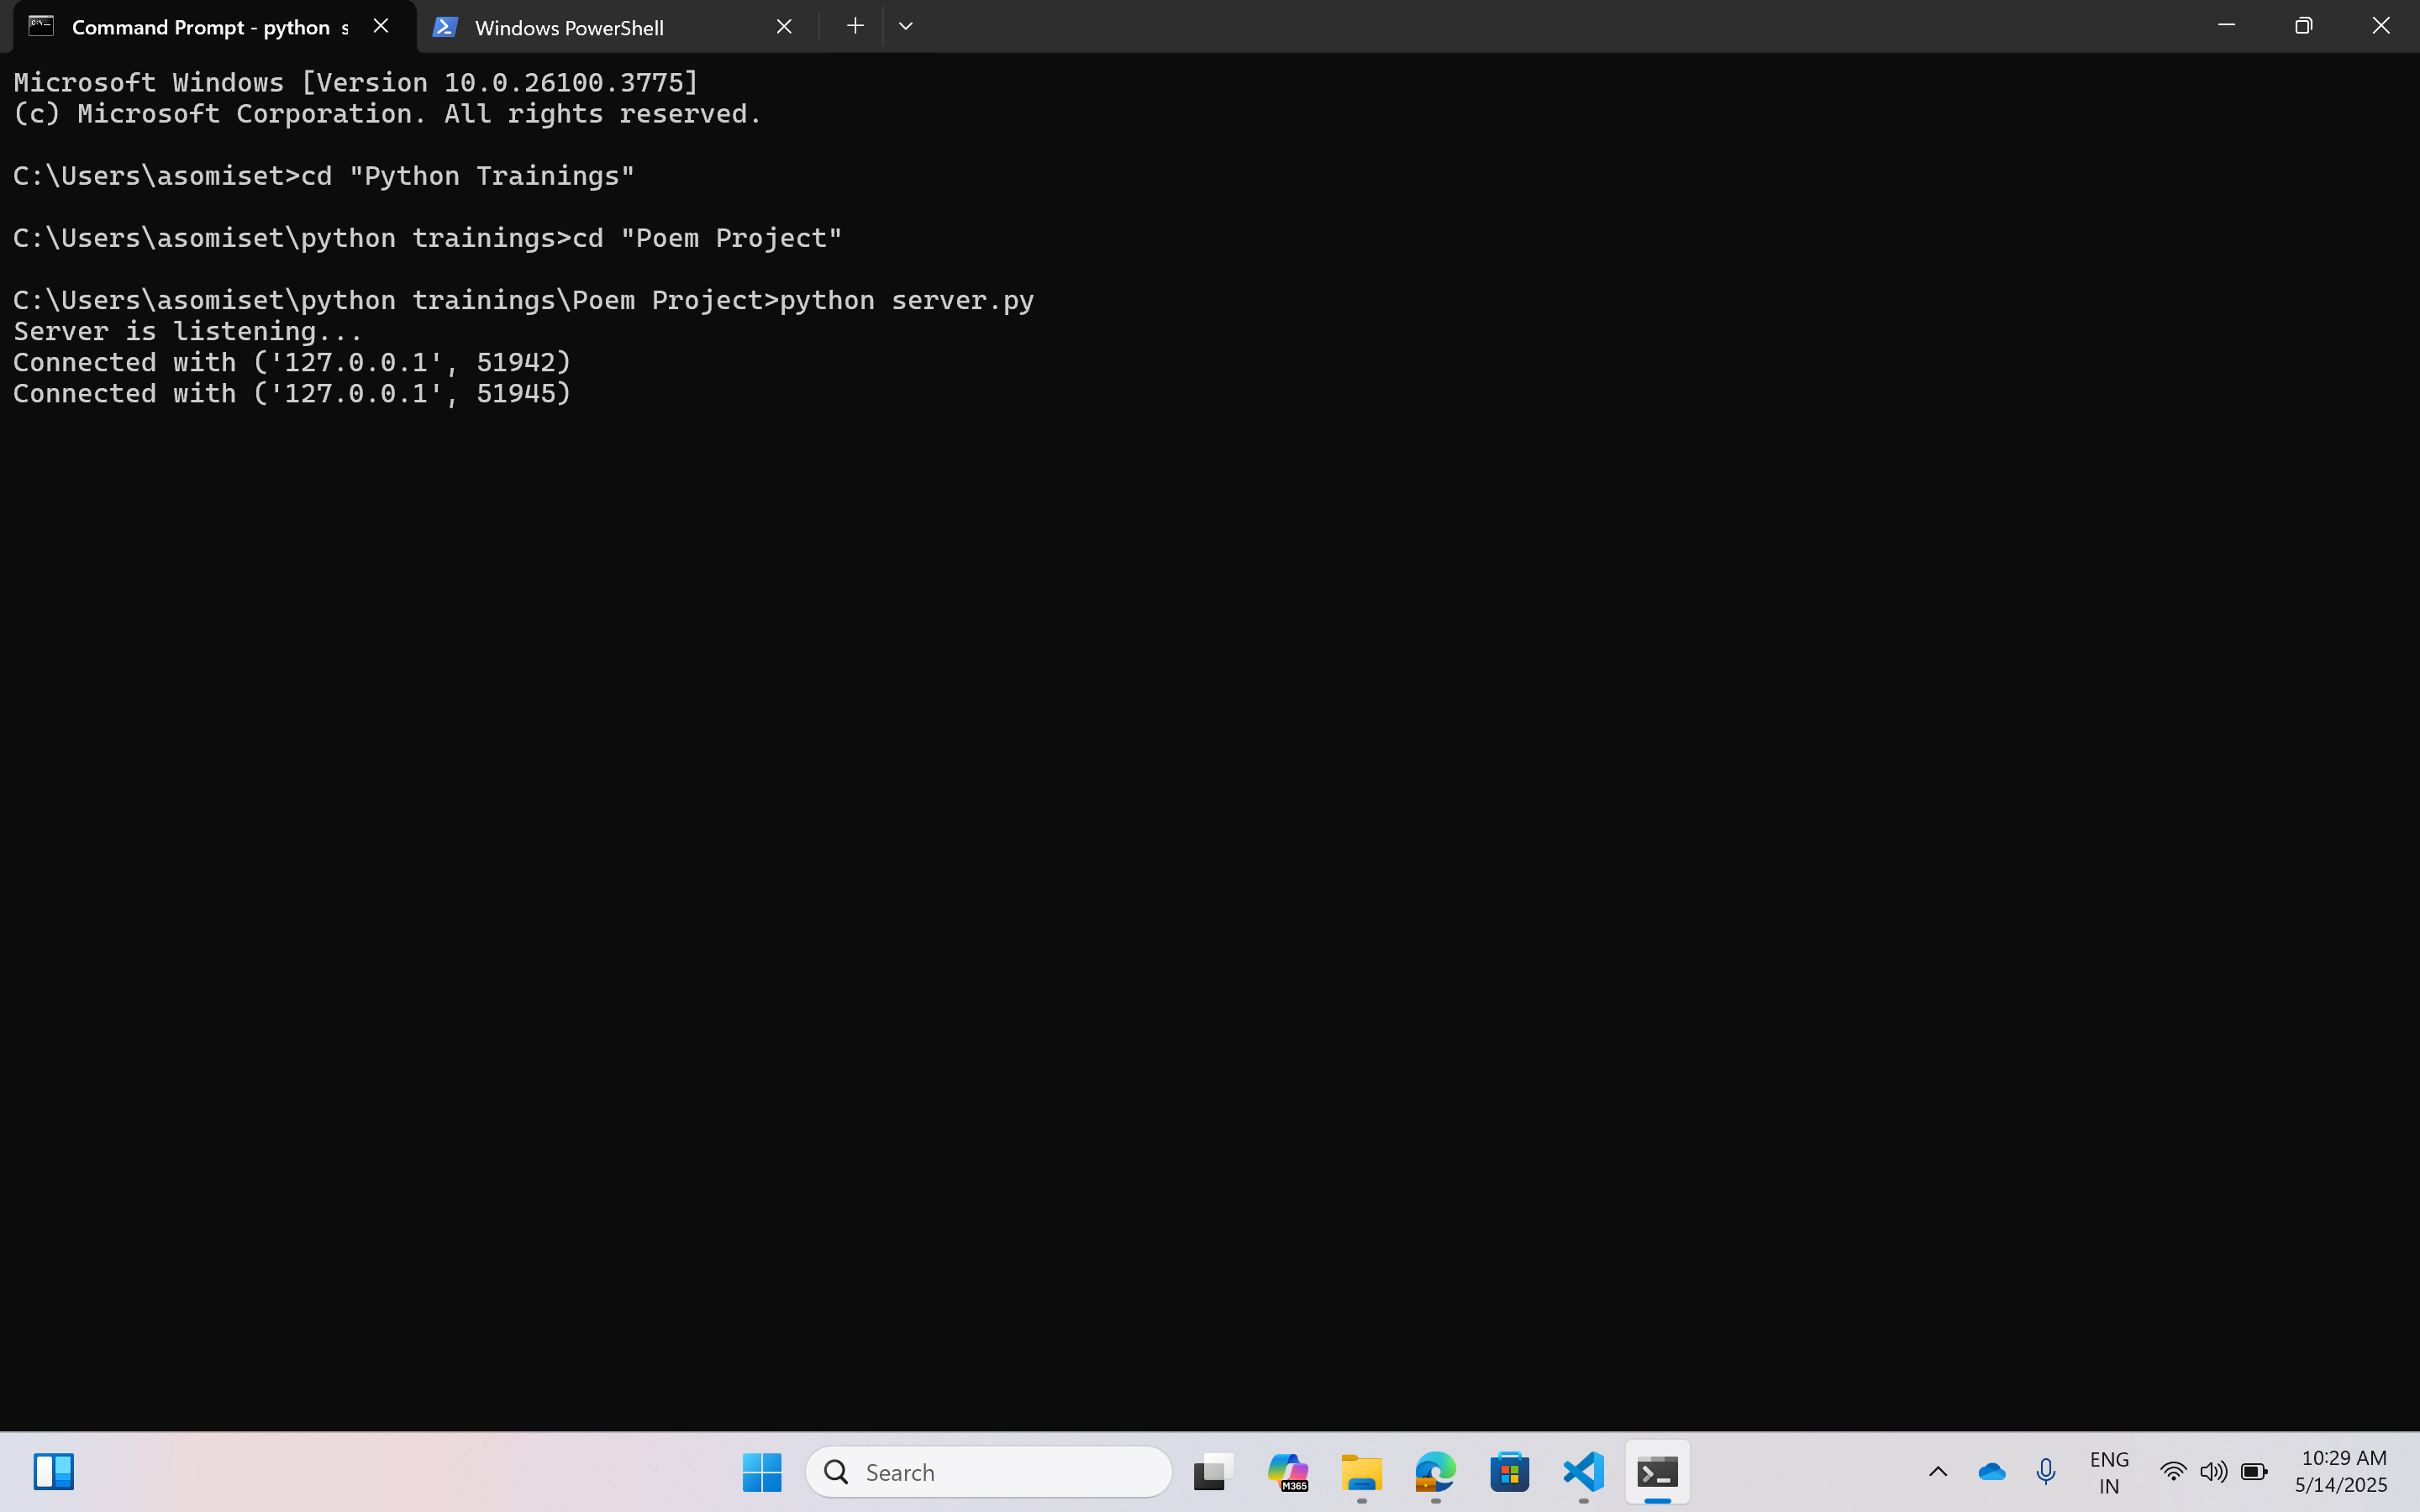 Command Prompt - python s
Windows PowerShell
Microsoft Windows [Version 10.0.26100.3775]
(c) Microsoft Corporation. All rights reserved.
C:\Users\asomiset>cd "Python Trainings"
C:\Users\asomiset\python trainings>cd "Poem Project"
C:\Users\asomiset\python trainings\Poem Project>python server.py
Server is listening...
Connected with ('127.0.0.1', 51942)
Connected with ('127.0.0.1', 51945)
Search
M365
ENG
IN
10:29 AM
5/14/2025